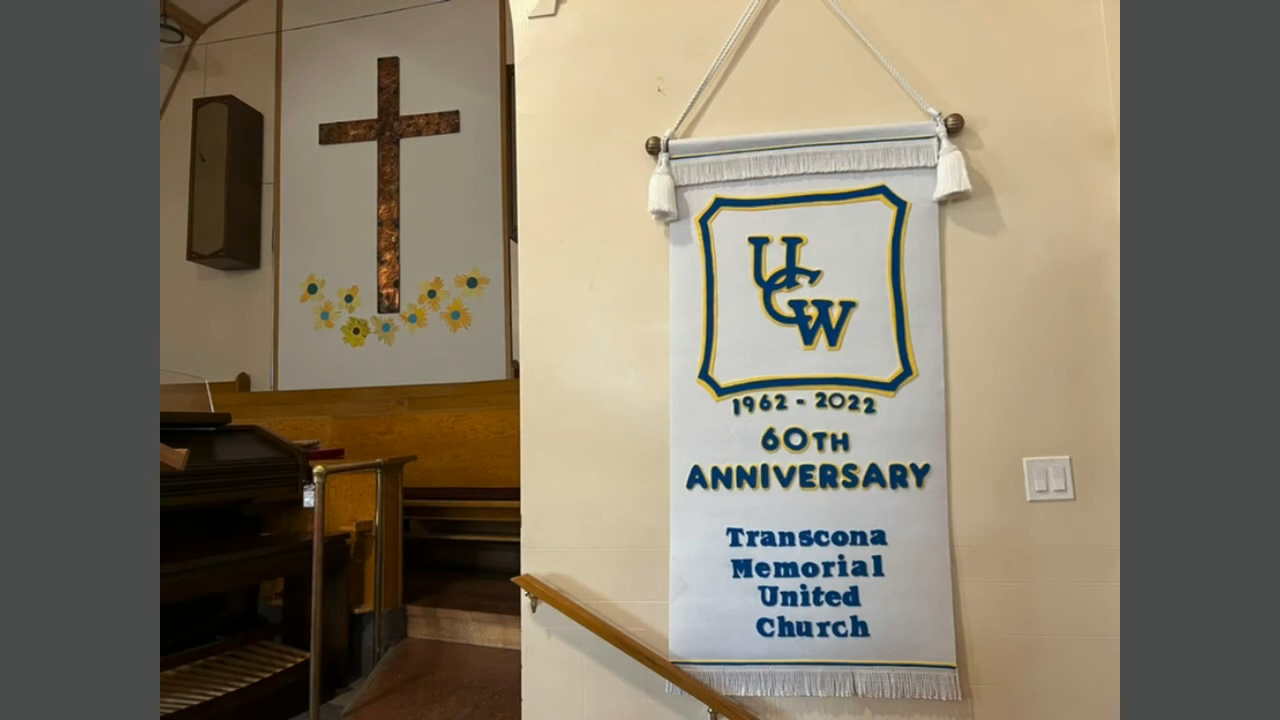 UCW
1962 - 2022
60TH
ANNIVERSARY
Transcona
Memorial
United
Church